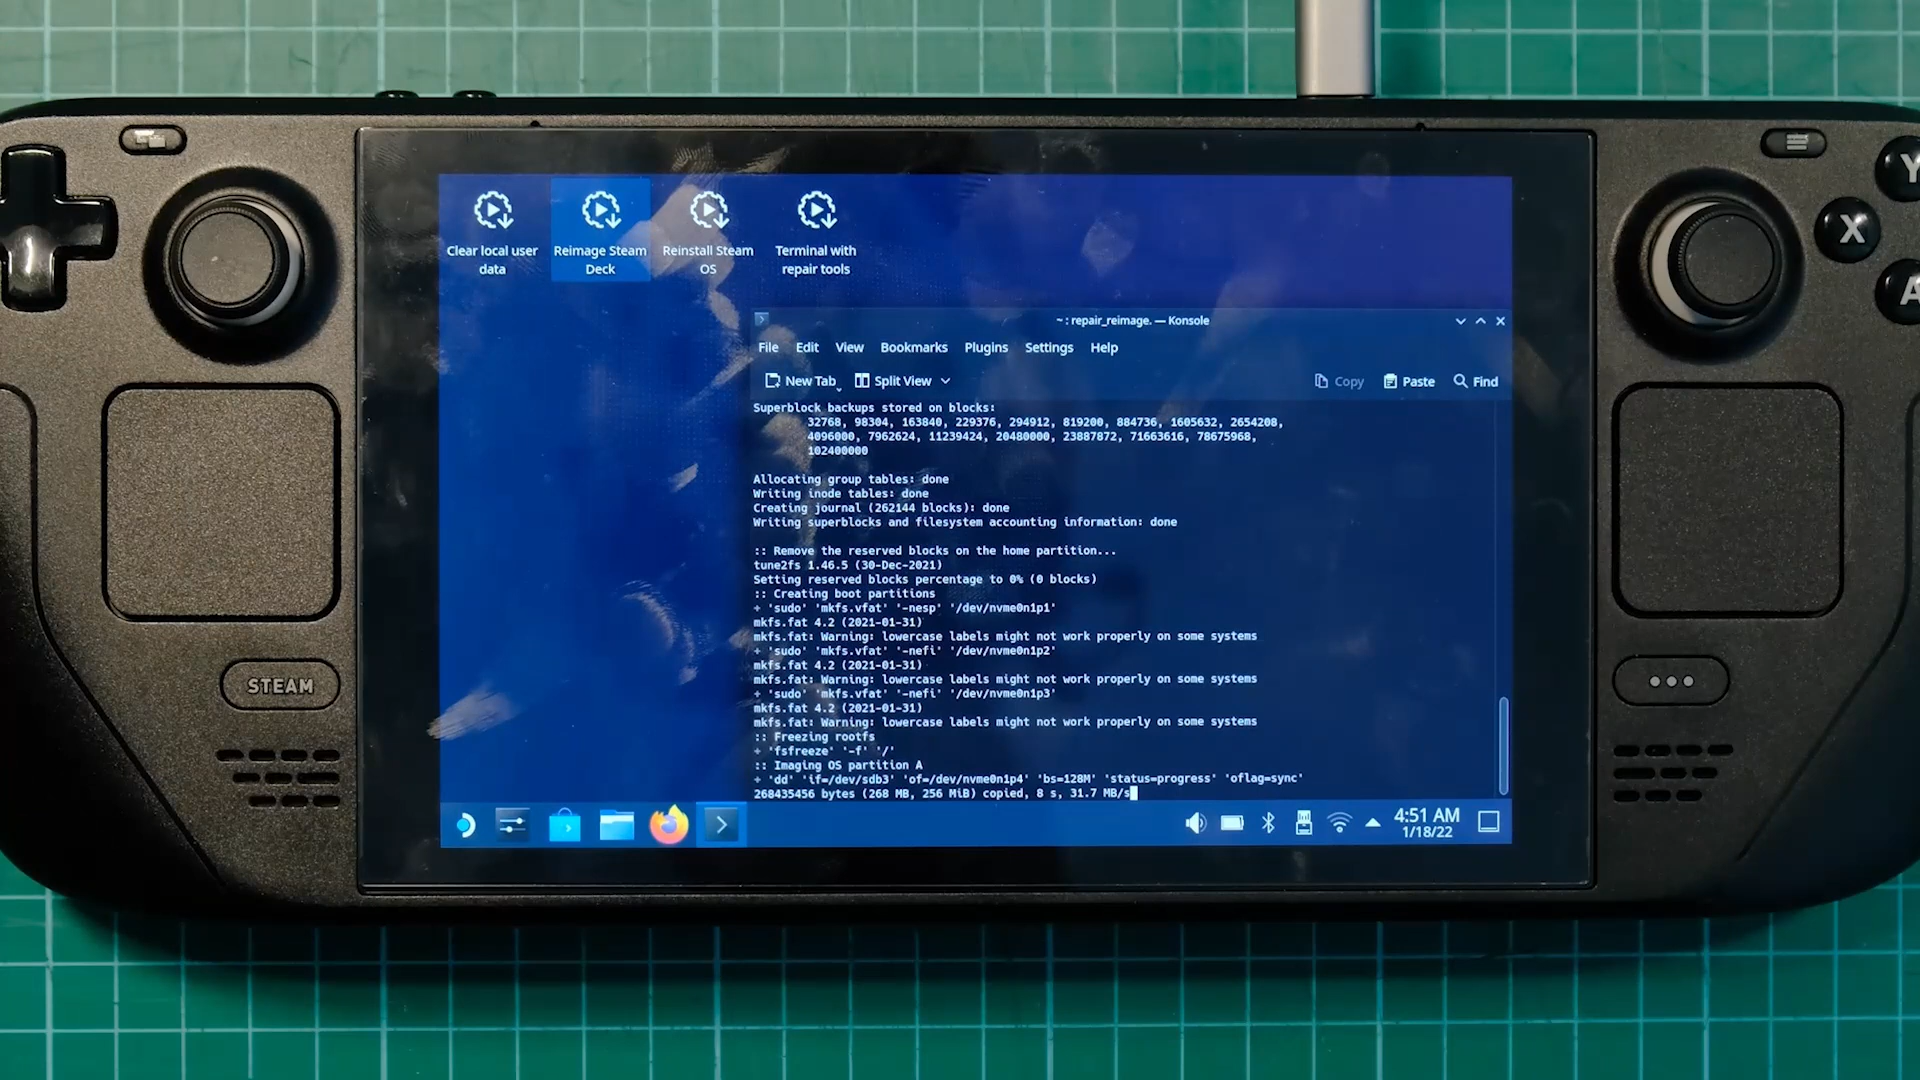 Clear local user
data
Reimage Steam
Deck
Reinstall Steam
OS
Terminal with
repair tools
~ : repair_reimage. — Konsole
File Edit View Bookmarks Plugins Settings Help
New Tab Split View Copy Paste Find
Superblock backups stored on blocks:
32768, 98304, 163840, 229376, 294912, 819200, 884736, 1605632, 2654208,
4096000, 7962624, 11239424, 20480000, 23887872, 71663616, 78675968,
102400000
Allocating group tables: done
Writing inode tables: done
Creating journal (262144 blocks): done
Writing superblocks and filesystem accounting information: done
:: Remove the reserved blocks on the home partition...
tune2fs 1.46.5 (30-Dec-2021)
Setting reserved blocks percentage to 0% (0 blocks)
:: Creating boot partitions
+ 'sudo' 'mkfs.vfat' '-nesp' '/dev/nvme0n1p1'
mkfs.fat 4.2 (2021-01-31)
mkfs.fat: Warning: lowercase labels might not work properly on some systems
+ 'sudo' 'mkfs.vfat' '-nefi' '/dev/nvme0n1p2'
mkfs.fat 4.2 (2021-01-31)
mkfs.fat: Warning: lowercase labels might not work properly on some systems
+ 'sudo' 'mkfs.vfat' '-nefi' '/dev/nvme0n1p3'
mkfs.fat 4.2 (2021-01-31)
mkfs.fat: Warning: lowercase labels might not work properly on some systems
:: Freezing rootfs
+ 'fsfreeze' '-f' '/'
:: Imaging OS partition A
+ 'dd' 'if=/dev/sdb3' 'of=/dev/nvme0n1p4' 'bs=128M' 'status=progress' 'oflag=sync'
268435456 bytes (268 MB, 256 MiB) copied, 8 s, 31.7 MB/s
4:51 AM
1/18/22
STEAM
Y
X
A